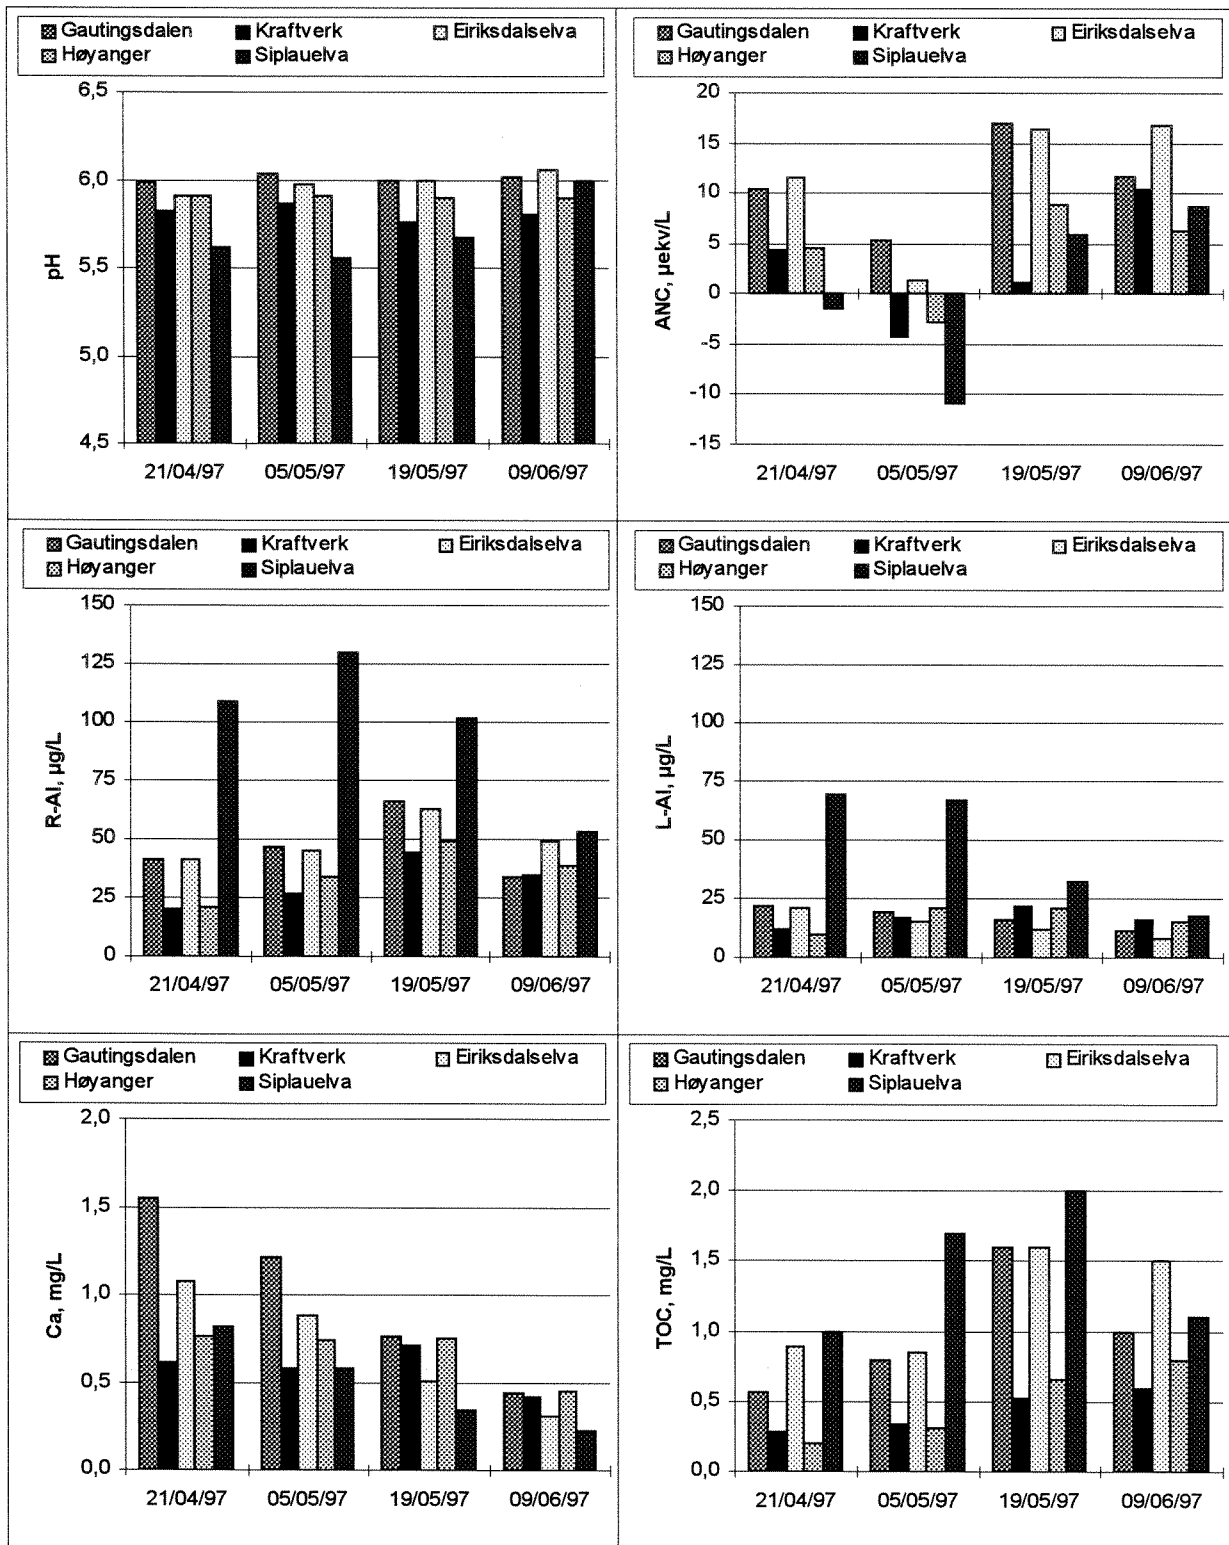 Gautingsdalen Kraftverk Eiriksdalselva
Høyanger Siplauelva
6,5
6,0
5,5
5,0
4,5
pH
21/04/97 05/05/97 19/05/97 09/06/97
Gautingsdalen Kraftverk Eiriksdalselva
Høyanger Siplauelva
20
15
10
5
0
-5
-10
-15
ANC, µekv/L
21/04/97 05/05/97 19/05/97 09/06/97
Gautingsdalen Kraftverk Eiriksdalselva
Høyanger Siplauelva
150
125
100
75
50
25
0
R-Al, µg/L
21/04/97 05/05/97 19/05/97 09/06/97
Gautingsdalen Kraftverk Eiriksdalselva
Høyanger Siplauelva
150
125
100
75
50
25
0
L-Al, µg/L
21/04/97 05/05/97 19/05/97 09/06/97
Gautingsdalen Kraftverk Eiriksdalselva
Høyanger Siplauelva
2,0
1,5
1,0
0,5
0,0
Ca, mg/L
21/04/97 05/05/97 19/05/97 09/06/97
Gautingsdalen Kraftverk Eiriksdalselva
Høyanger Siplauelva
2,5
2,0
1,5
1,0
0,5
0,0
TOC, mg/L
21/04/97 05/05/97 19/05/97 09/06/97